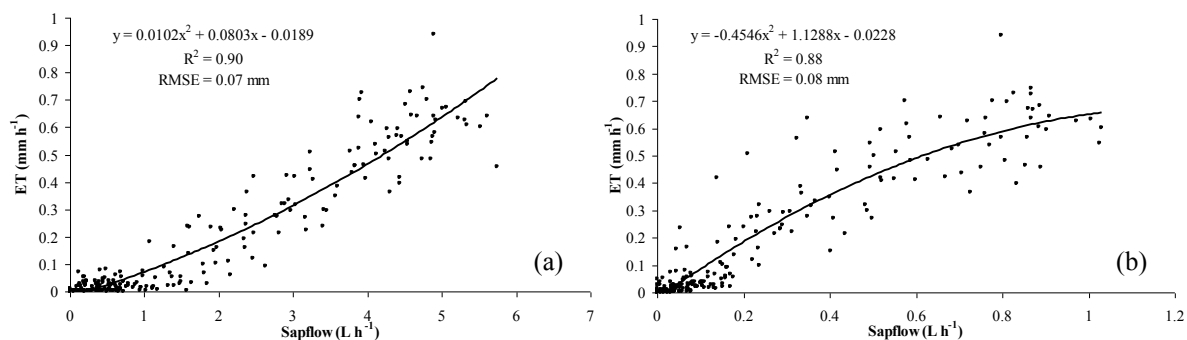 y = 0.0102x² + 0.0803x - 0.0189
R² = 0.90
RMSE = 0.07 mm
ET (mm h⁻¹)
1
0.9
0.8
0.7
0.6
0.5
0.4
0.3
0.2
0.1
0
0 1 2 3 4 5 6 7
Sapflow (L h⁻¹)
(a)
y = -0.4546x² + 1.1288x - 0.0228
R² = 0.88
RMSE = 0.08 mm
ET (mm h⁻¹)
1
0.9
0.8
0.7
0.6
0.5
0.4
0.3
0.2
0.1
0
0 0.2 0.4 0.6 0.8 1 1.2
Sapflow (L h⁻¹)
(b)